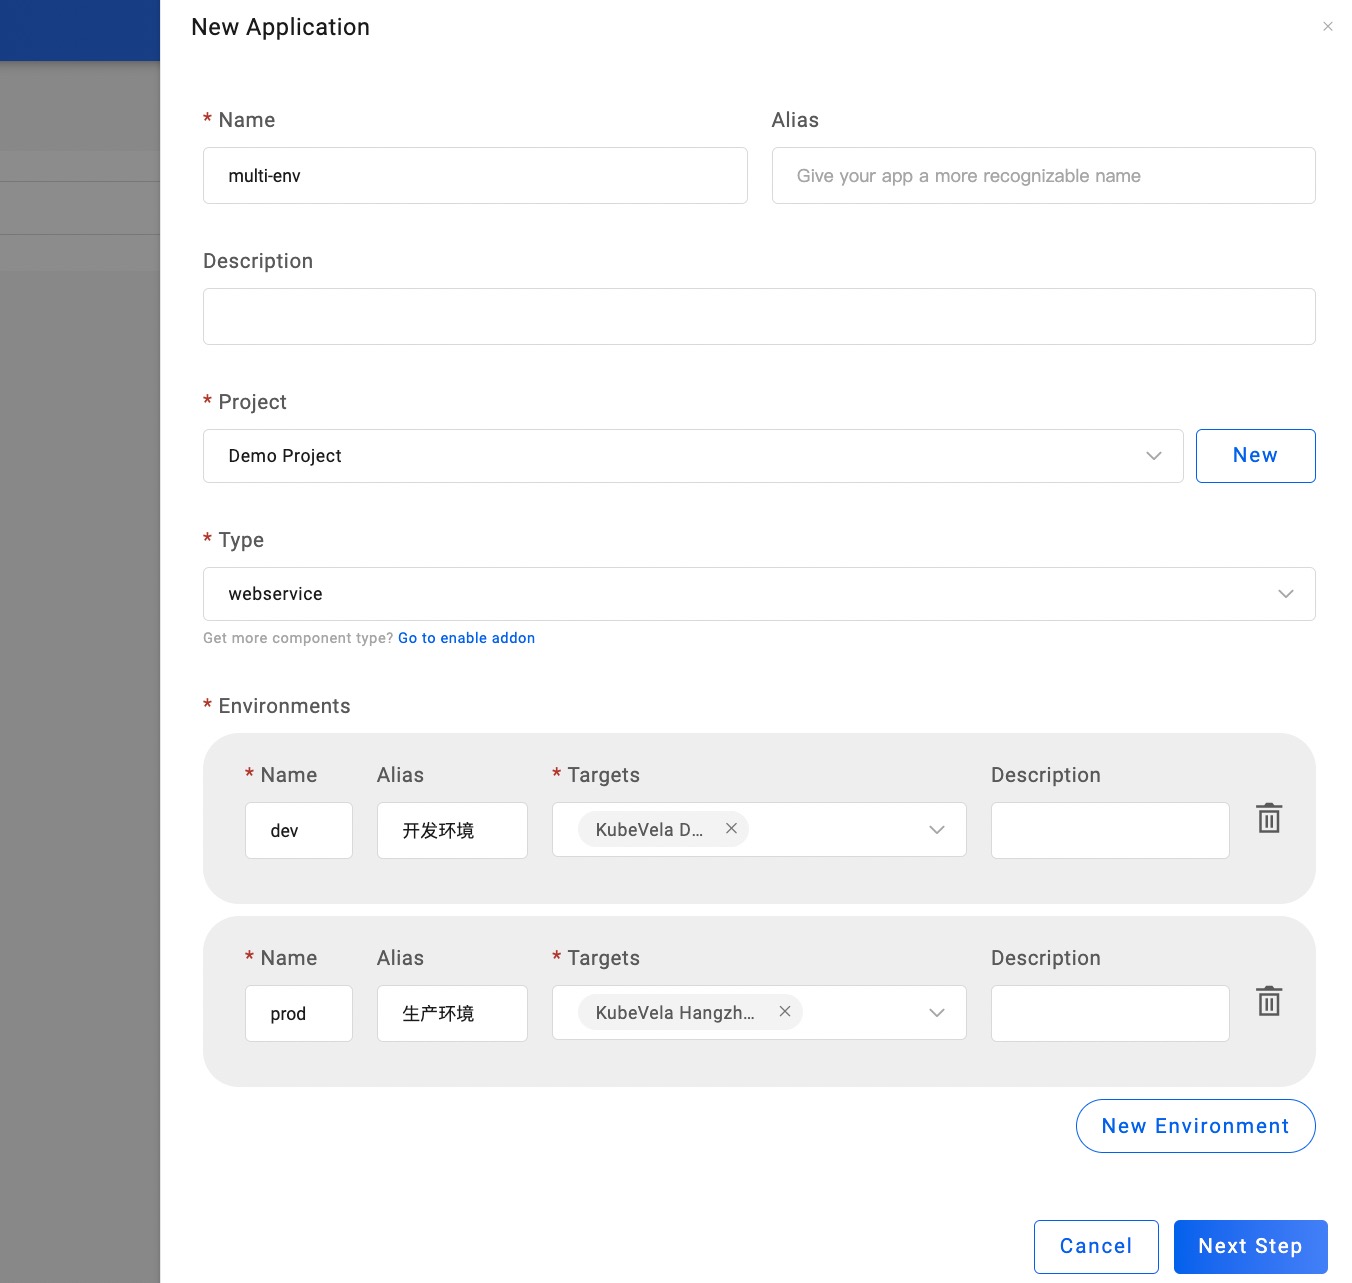 New Application
* Name
Alias
multi-env
Give your app a more recognizable name
Description
* Project
Demo Project
New
* Type
webservice
Get more component type? Go to enable addon
* Environments
* Name
Alias
* Targets
Description
dev
开发环境
KubeVela D...
* Name
Alias
* Targets
Description
prod
生产环境
KubeVela Hangzh...
New Environment
Cancel
Next Step